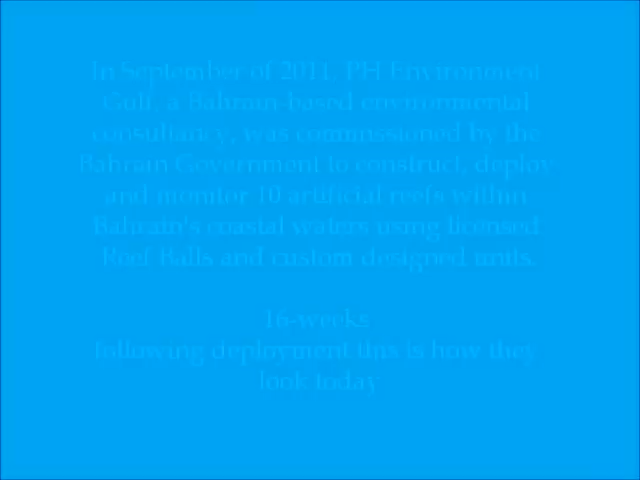 In September of 2011, PH Environment
Gulf, a Bahrain-based environmental
consultancy, was commissioned by the
Bahrain Government to construct, deploy
and monitor 10 artificial reefs within
Bahrain's coastal waters using licensed
Reef Balls and custom designed units.
16-weeks
following deployment this is how they
look today